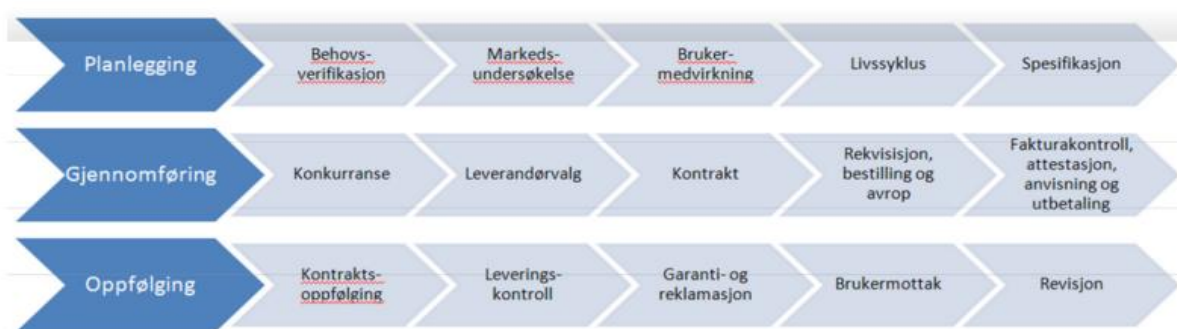 Planlegging
Behovs-
verifikasjon
Markeds-
undersøkelse
Bruker-
medvirkning
Livssyklus
Spesifikasjon
Gjennomføring
Konkurranse
Leverandørvalg
Kontrakt
Rekvisisjon,
bestilling og
avrop
Fakturakontroll,
attestasjon,
anvisning og
utbetaling
Oppfølging
Kontrakts-
oppfølging
Leverings-
kontroll
Garanti- og
reklamasjon
Brukermottak
Revisjon